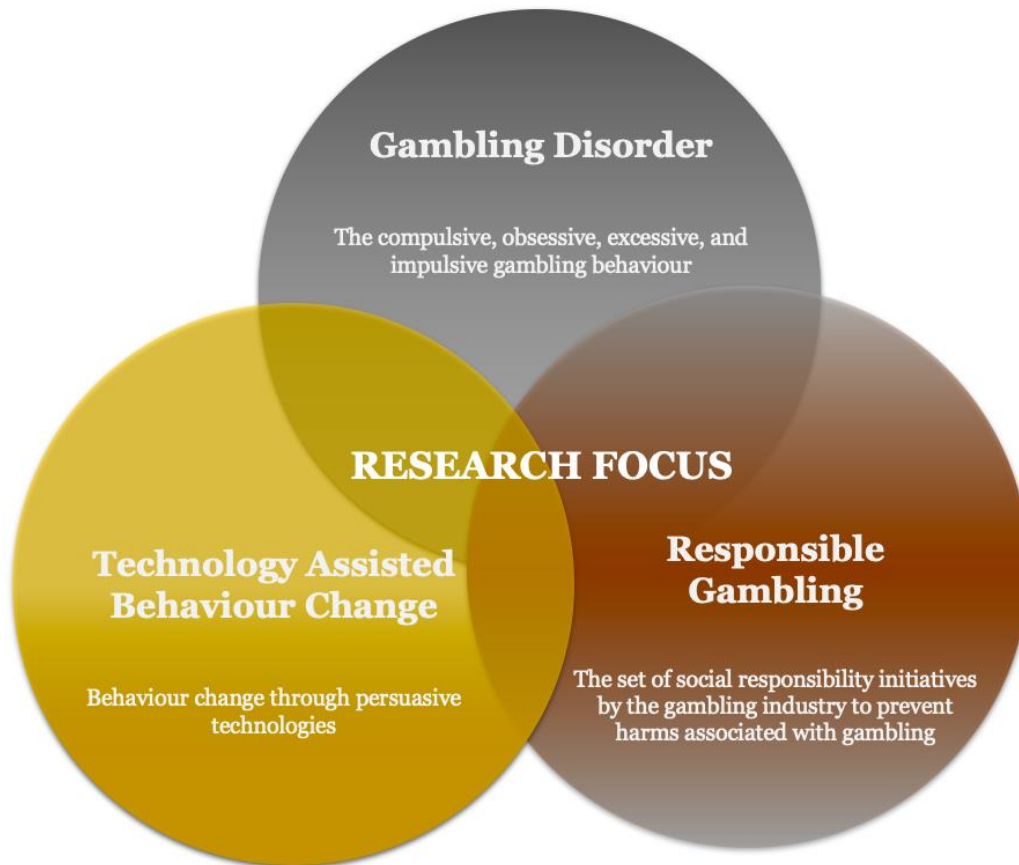 Gambling Disorder
The compulsive, obsessive, excessive, and
impulsive gambling behaviour
RESEARCH FOCUS
Technology Assisted
Behaviour Change
Behaviour change through persuasive
technologies
Responsible
Gambling
The set of social responsibility initiatives
by the gambling industry to prevent
harms associated with gambling